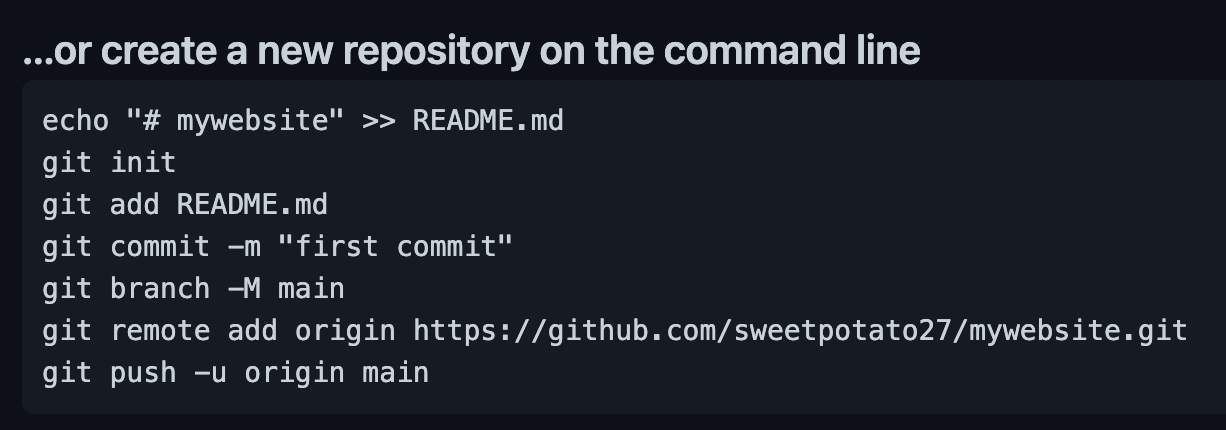 ...or create a new repository on the command line
echo "# mywebsite" >> README.md
git init
git add README.md
git commit -m "first commit"
git branch -M main
git remote add origin https://github.com/sweetpotato27/mywebsite.git
git push -u origin main